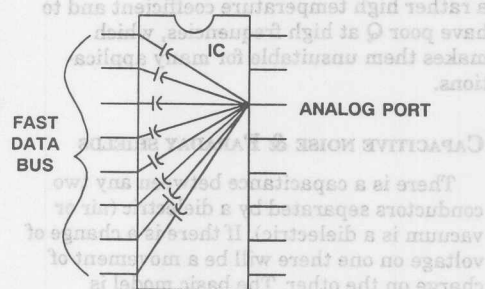 a rather high temperature coefficient and to
have poor Q at high frequencies, which
IC
makes them unsuitable for many applica
tions.
ANALOG PORT
FAST
DATA
BUS
CAPACITIVE NOISE & FARADAY SHIELDS
There is a capacitance between any two
conductors separated by a dielectric (air or
vacuum is a dielectric). If there is a change of
voltage on one there will be a movement of
charge on the other. The basic model is